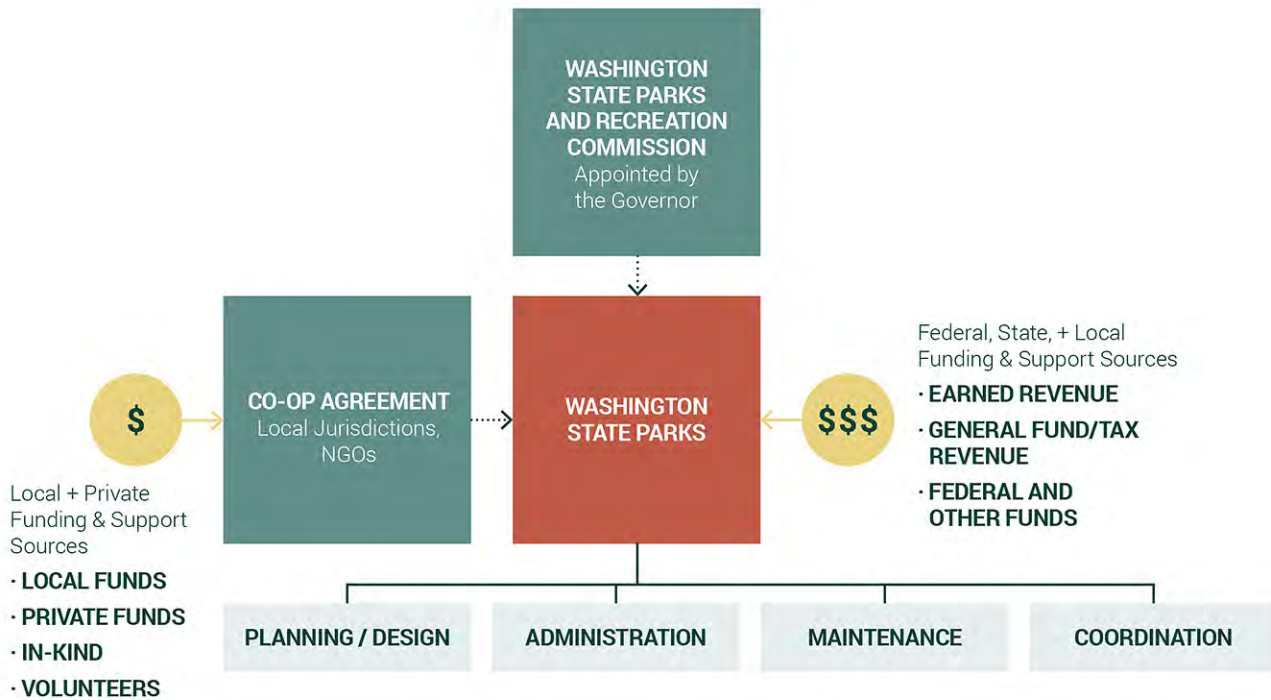 WASHINGTON
STATE PARKS
AND RECREATION
COMMISSION
Appointed by
the Governor
$
CO-OP AGREEMENT
Local Jurisdictions,
NGOs
WASHINGTON
STATE PARKS
$$$
Federal, State, + Local
Funding & Support Sources
· EARNED REVENUE
· GENERAL FUND/TAX
REVENUE
· FEDERAL AND
OTHER FUNDS
Local + Private
Funding & Support
Sources
· LOCAL FUNDS
· PRIVATE FUNDS
· IN-KIND
· VOLUNTEERS
PLANNING / DESIGN
ADMINISTRATION
MAINTENANCE
COORDINATION